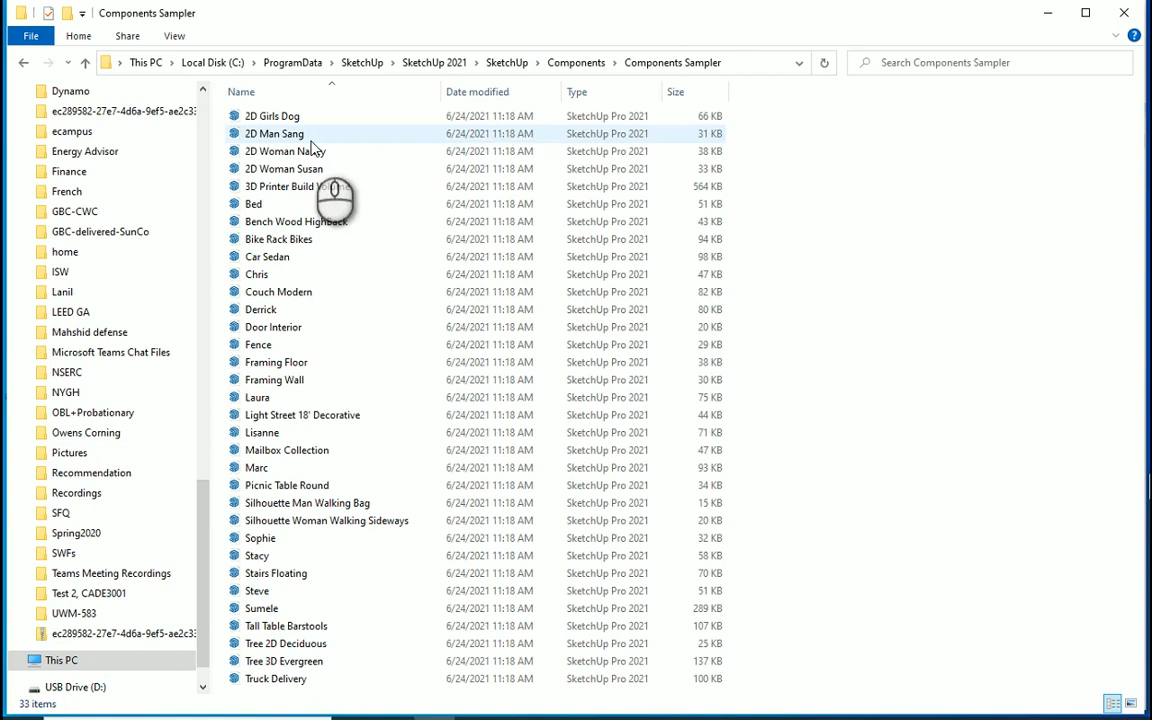 Components Sampler
File Home Share View
This PC Local Disk (C:) ProgramData SketchUp SketchUp 2021 SketchUp Components Components Sampler Search Components Sampler
Name Date modified Type Size
Dynamo
ec289582-27e7-4d6a-9ef5-ae2c33
ecampus
Energy Advisor
Finance
French
GBC-CWC
GBC-delivered-SunCo
home
ISW
Lanil
LEED GA
Mahshid defense
Microsoft Teams Chat Files
NSERC
NYGH
OBL+Probationary
Owens Corning
Pictures
Recommendation
Recordings
SFQ
Spring2020
SWFs
Teams Meeting Recordings
Test 2, CADE3001
UWM-583
ec289582-27e7-4d6a-9ef5-ae2c33
This PC
USB Drive (D:)
2D Girls Dog 6/24/2021 11:18 AM SketchUp Pro 2021 66 KB
2D Man Sang 6/24/2021 11:18 AM SketchUp Pro 2021 31 KB
2D Woman Nancy 6/24/2021 11:18 AM SketchUp Pro 2021 38 KB
2D Woman Susan 6/24/2021 11:18 AM SketchUp Pro 2021 33 KB
3D Printer Build 6/24/2021 11:18 AM SketchUp Pro 2021 564 KB
Bed 6/24/2021 11:18 AM SketchUp Pro 2021 51 KB
Bench Wood Highback 6/24/2021 11:18 AM SketchUp Pro 2021 43 KB
Bike Rack Bikes 6/24/2021 11:18 AM SketchUp Pro 2021 94 KB
Car Sedan 6/24/2021 11:18 AM SketchUp Pro 2021 98 KB
Chris 6/24/2021 11:18 AM SketchUp Pro 2021 47 KB
Couch Modern 6/24/2021 11:18 AM SketchUp Pro 2021 82 KB
Derrick 6/24/2021 11:18 AM SketchUp Pro 2021 80 KB
Door Interior 6/24/2021 11:18 AM SketchUp Pro 2021 20 KB
Fence 6/24/2021 11:18 AM SketchUp Pro 2021 29 KB
Framing Floor 6/24/2021 11:18 AM SketchUp Pro 2021 38 KB
Framing Wall 6/24/2021 11:18 AM SketchUp Pro 2021 30 KB
Laura 6/24/2021 11:18 AM SketchUp Pro 2021 75 KB
Light Street 18' Decorative 6/24/2021 11:18 AM SketchUp Pro 2021 44 KB
Lisanne 6/24/2021 11:18 AM SketchUp Pro 2021 71 KB
Mailbox Collection 6/24/2021 11:18 AM SketchUp Pro 2021 47 KB
Marc 6/24/2021 11:18 AM SketchUp Pro 2021 93 KB
Picnic Table Round 6/24/2021 11:18 AM SketchUp Pro 2021 34 KB
Silhouette Man Walking Bag 6/24/2021 11:18 AM SketchUp Pro 2021 15 KB
Silhouette Woman Walking Sideways 6/24/2021 11:18 AM SketchUp Pro 2021 20 KB
Sophie 6/24/2021 11:18 AM SketchUp Pro 2021 32 KB
Stacy 6/24/2021 11:18 AM SketchUp Pro 2021 58 KB
Stairs Floating 6/24/2021 11:18 AM SketchUp Pro 2021 70 KB
Steve 6/24/2021 11:18 AM SketchUp Pro 2021 51 KB
Sumele 6/24/2021 11:18 AM SketchUp Pro 2021 289 KB
Tall Table Barstools 6/24/2021 11:18 AM SketchUp Pro 2021 107 KB
Tree 2D Deciduous 6/24/2021 11:18 AM SketchUp Pro 2021 25 KB
Tree 3D Evergreen 6/24/2021 11:18 AM SketchUp Pro 2021 137 KB
Truck Delivery 6/24/2021 11:18 AM SketchUp Pro 2021 100 KB
33 items